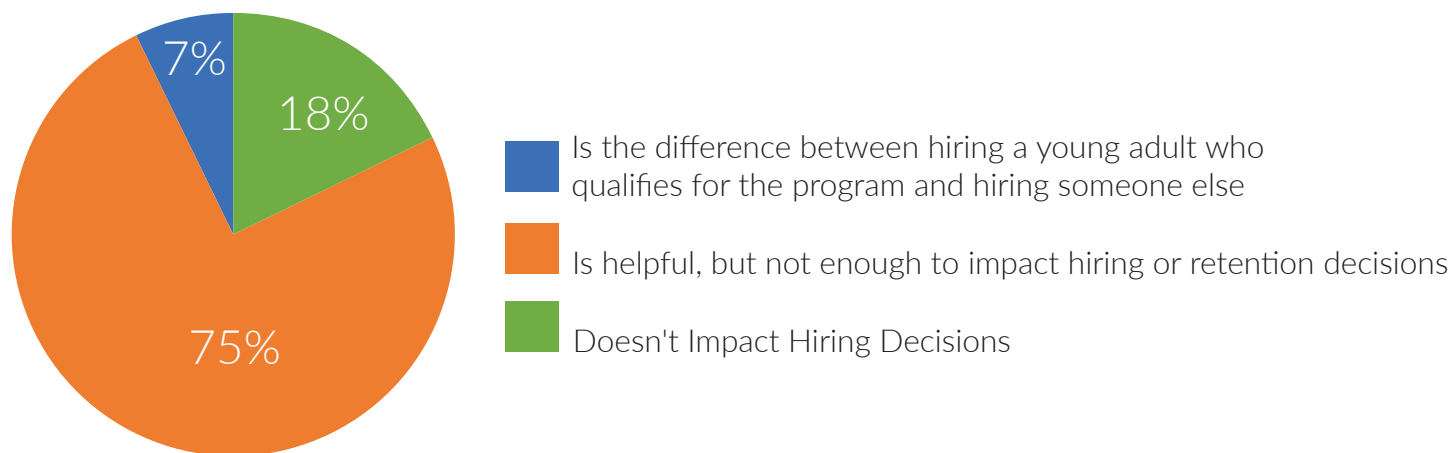 7%
18%
75%
Is the difference between hiring a young adult who
qualifies for the program and hiring someone else
Is helpful, but not enough to impact hiring or retention decisions
Doesn't Impact Hiring Decisions